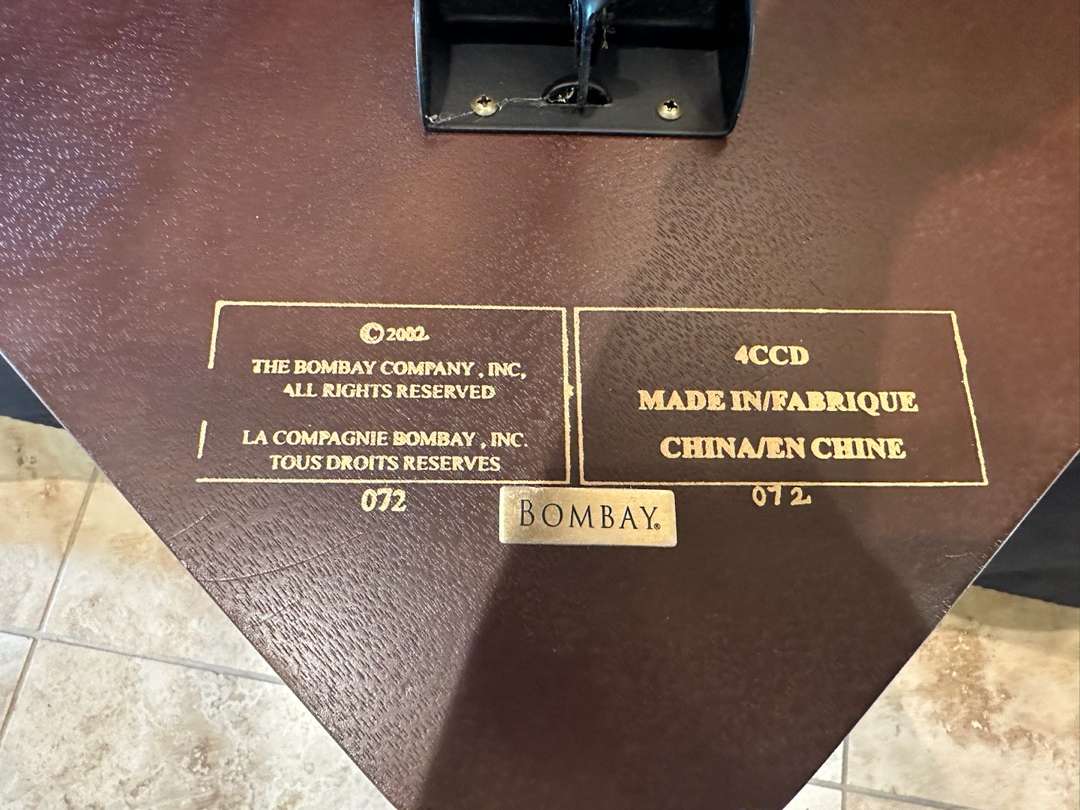 © 2002
THE BOMBAY COMPANY , INC,
ALL RIGHTS RESERVED
LA COMPAGNIE BOMBAY , INC.
TOUS DROITS RESERVES
072
4CCD
MADE IN/FABRIQUE
CHINA/EN CHINE
072
BOMBAY®